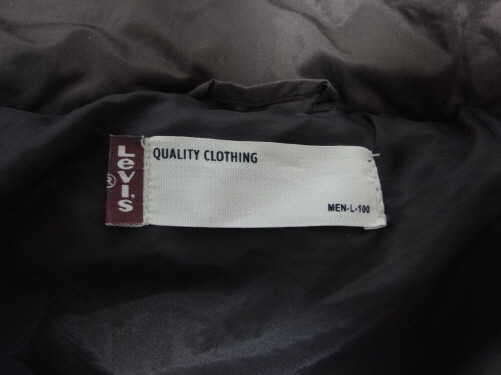 LEVI'S
®
QUALITY CLOTHING
MEN-L-100